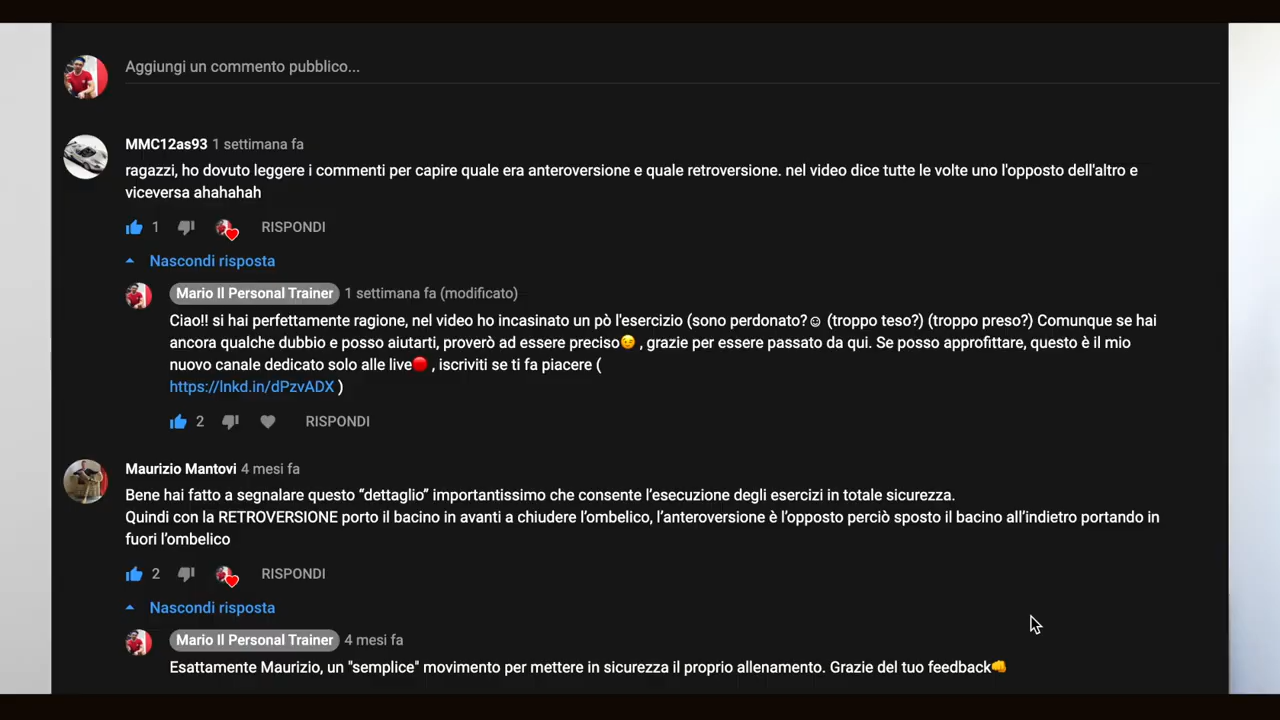 Aggiungi un commento pubblico...
MMC12as93 1 settimana fa
ragazzi, ho dovuto leggere i commenti per capire quale era anteroversione e quale retroversione. nel video dice tutte le volte uno l'opposto dell'altro e
viceversa ahahahah
1 RISPONDI
Nascondi risposta
Mario Il Personal Trainer 1 settimana fa (modificato)
Ciao!! si hai perfettamente ragione, nel video ho incasinato un pò l'esercizio (sono perdonato?☺ (troppo teso?) (troppo preso?) Comunque se hai
ancora qualche dubbio e posso aiutarti, proverò ad essere preciso😉 , grazie per essere passato da qui. Se posso approfittare, questo è il mio
nuovo canale dedicato solo alle live🔴 , iscriviti se ti fa piacere (
https://lnkd.in/dPzvADX )
2 RISPONDI
Maurizio Mantovi 4 mesi fa
Bene hai fatto a segnalare questo “dettaglio” importantissimo che consente l’esecuzione degli esercizi in totale sicurezza.
Quindi con la RETROVERSIONE porto il bacino in avanti a chiudere l’ombelico, l’anteroversione è l’opposto perciò sposto il bacino all’indietro portando in
fuori l’ombelico
2 RISPONDI
Nascondi risposta
Mario Il Personal Trainer 4 mesi fa
Esattamente Maurizio, un "semplice" movimento per mettere in sicurezza il proprio allenamento. Grazie del tuo feedback👊